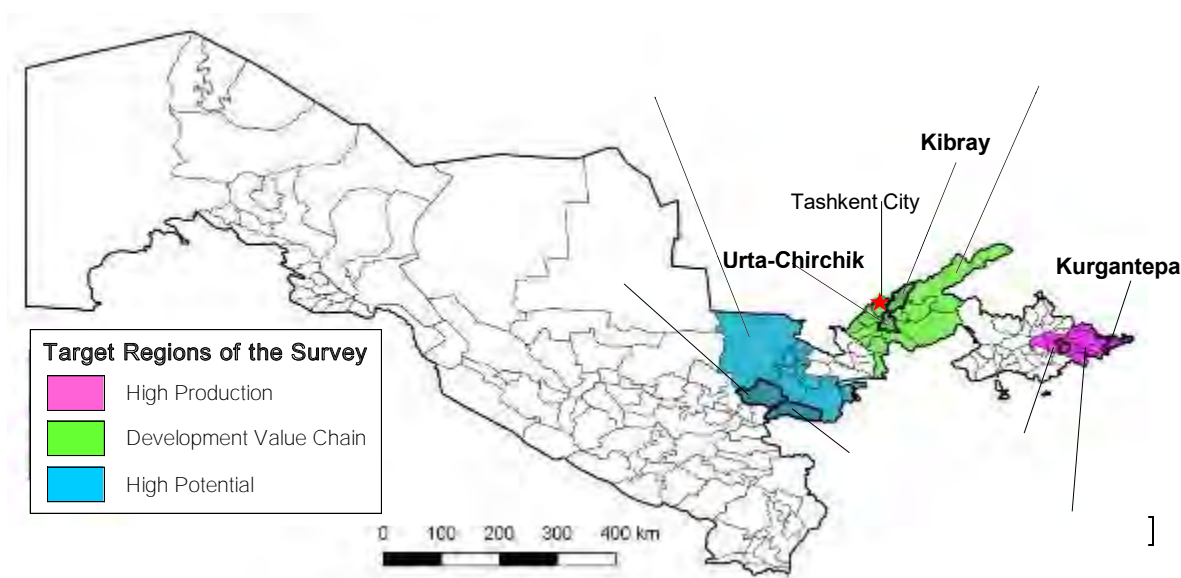 Kibray
Tashkent City
Urta-Chirchik
Kurgantepa
Target Regions of the Survey
High Production
Development Value Chain
High Potential
0 100 200 300 400 km
]